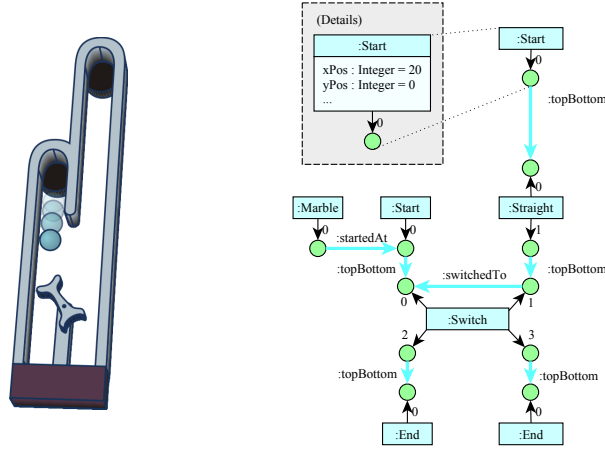 (Details)
:Start
xPos : Integer = 20
yPos : Integer = 0
...
0
:Start
0
:topBottom
0
:Marble :Start :Straight
0 0 1
:startedAt
:topBottom :switchedTo :topBottom
0 1
:Switch
2 3
:topBottom :topBottom
0 0
:End :End